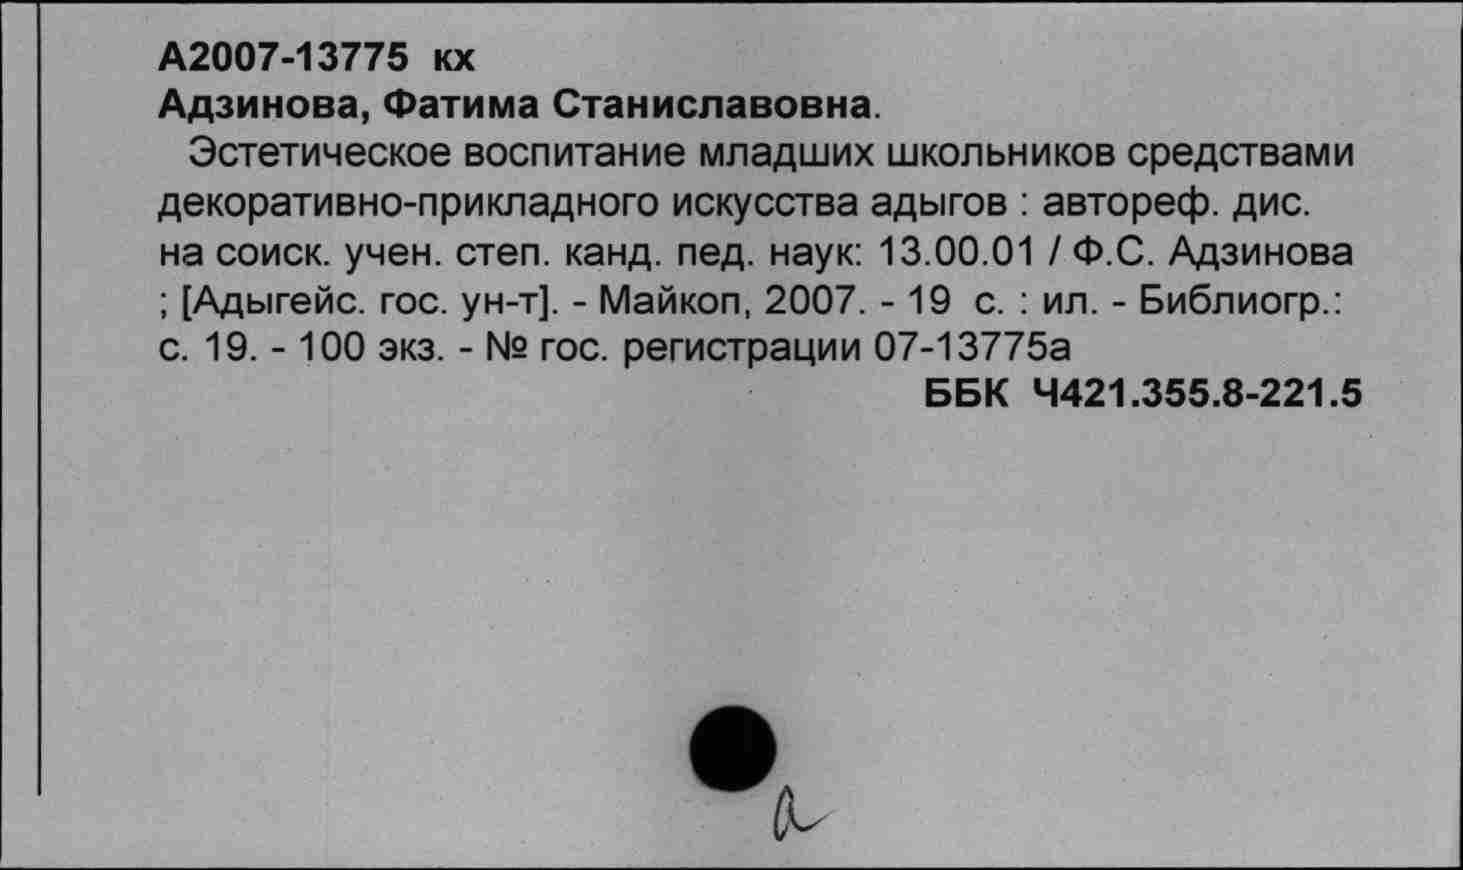 А2007-13775 кх
Адзинова, Фатима Станиславовна.
Эстетическое воспитание младших школьников средствами
декоративно-прикладного искусства адыгов : автореф. дис.
на соиск. учен. степ. канд. пед. наук: 13.00.01 / Ф.С. Адзинова
; [Адыгейс. гос. ун-т]. - Майкоп, 2007. - 19 с. : ил. - Библиогр.:
с. 19. - 100 экз. - № гос. регистрации 07-13775а
ББК Ч421.355.8-221.5
а